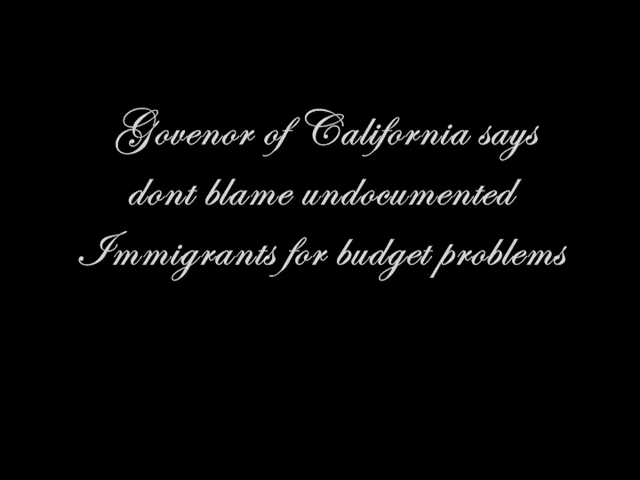 Govenor of California says
dont blame undocumented
Immigrants for budget problems